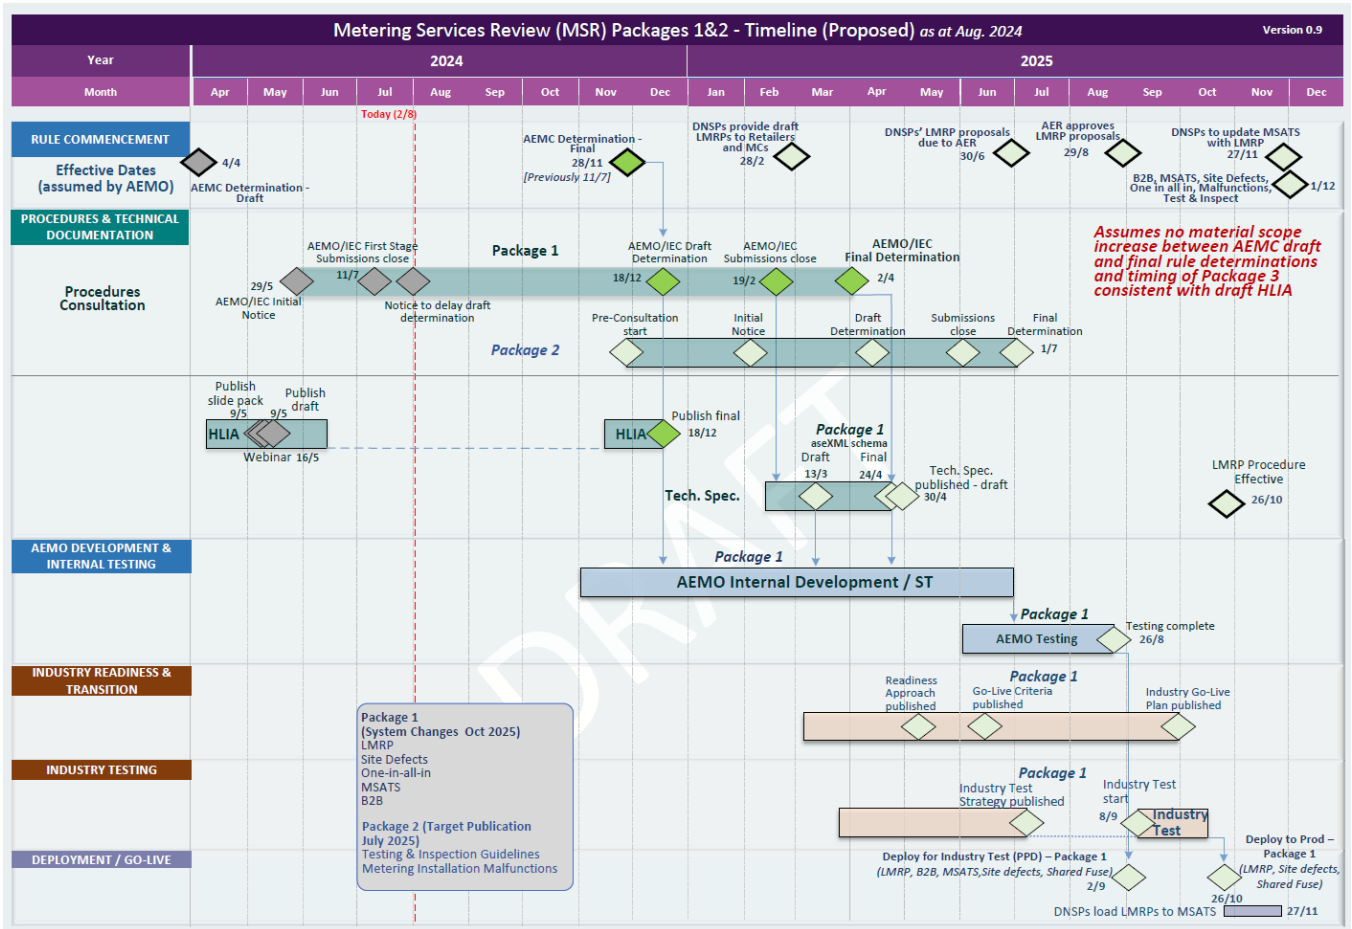 Metering Services Review (MSR) Packages 1&2 - Timeline (Proposed) as at Aug. 2024
Version 0.9
Year
2024
2025
Month
Apr
May
Jun
Jul
Aug
Sep
Oct
Nov
Dec
Jan
Feb
Mar
Apr
May
Jun
Jul
Aug
Sep
Oct
Nov
Dec
Today (2/8)
RULE COMMENCEMENT
Effective Dates
(assumed by AEMO)
4/4
AEMC Determination -
Draft
AEMC Determination -
Final
28/11
[Previously 11/7]
DNSPs provide draft
LMRPs to Retailers
and MCs
28/2
DNSPs' LMRP proposals
due to AER
30/6
AER approves
LMRP proposals
29/8
DNSPs to update MSATS
with LMRP
27/11
B2B, MSATS, Site Defects,
One in all in, Malfunctions,
Test & Inspect
1/12
PROCEDURES & TECHNICAL
DOCUMENTATION
Procedures
Consultation
AEMO/IEC First Stage
Submissions close
11/7
29/5
AEMO/IEC Initial
Notice
Notice to delay draft
determination
Package 1
AEMO/IEC Draft
Determination
18/12
AEMO/IEC
Submissions close
19/2
AEMO/IEC
Final Determination
2/4
Assumes no material scope
increase between AEMC draft
and final rule determinations
and timing of Package 3
consistent with draft HLIA
Package 2
Pre-Consultation
start
Initial
Notice
Draft
Determination
Submissions
close
Final
Determination
1/7
Publish
slide pack
9/5
Publish
draft
9/5
HLIA
Webinar 16/5
HLIA
Publish final
18/12
Package 1
aseXML schema
Draft
13/3
Final
24/4
Tech. Spec.
Tech. Spec.
published - draft
30/4
LMRP Procedure
Effective
26/10
DRAFT
AEMO DEVELOPMENT &
INTERNAL TESTING
Package 1
AEMO Internal Development / ST
Package 1
AEMO Testing
Testing complete
26/8
INDUSTRY READINESS &
TRANSITION
Package 1
Readiness
Approach
published
Go-Live Criteria
published
Industry Go-Live
Plan published
Package 1
(System Changes Oct 2025)
LMRP
Site Defects
One-in-all-in
MSATS
B2B
Package 2 (Target Publication
July 2025)
Testing & Inspection Guidelines
Metering Installation Malfunctions
INDUSTRY TESTING
Package 1
Industry Test
Strategy published
Industry Test
start
8/9
Industry
Test
DEPLOYMENT / GO-LIVE
Deploy for Industry Test (PPD) – Package 1
(LMRP, B2B, MSATS,Site defects, Shared Fuse)
2/9
Deploy to Prod –
Package 1
(LMRP, Site defects,
Shared Fuse)
26/10
DNSPs load LMRPs to MSATS
27/11